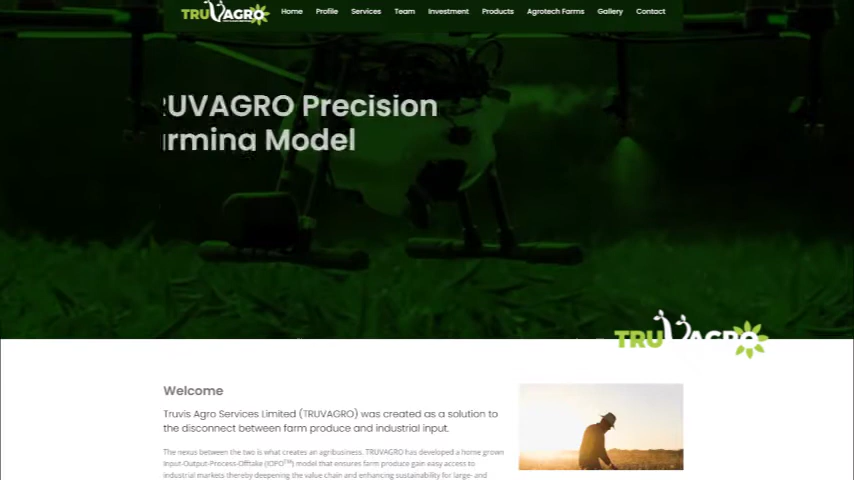 TRUVAGRO
Home Profile Services Team Investment Products Agrotech Farms Gallery Contact
RUVAGRO Precision
arming Model
TRUVAGRO
Welcome
Truvis Agro Services Limited (TRUVAGRO) was created as a solution to
the disconnect between farm produce and industrial input.
The nexus between the two is what creates an agribusiness. TRUVAGRO has developed a home grown
Input-Output-Process-Offtake (IOPO™) model that ensures farm produce gain easy access to
industrial markets thereby deepening the value chain and enhancing sustainability for large- and